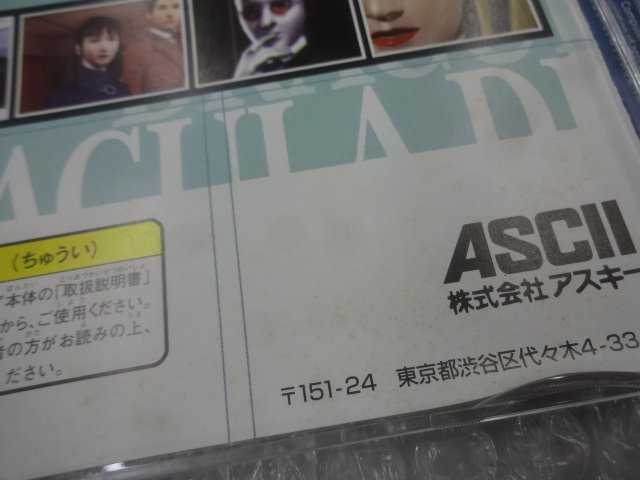 ACULA DI
(ちゅうい)
本体の「取扱説明書」
から、ご使用ください。
者の方がお読みの上、
ださい。
ASCII
株式会社 アスキー
〒151-24 東京都渋谷区代々木4-33